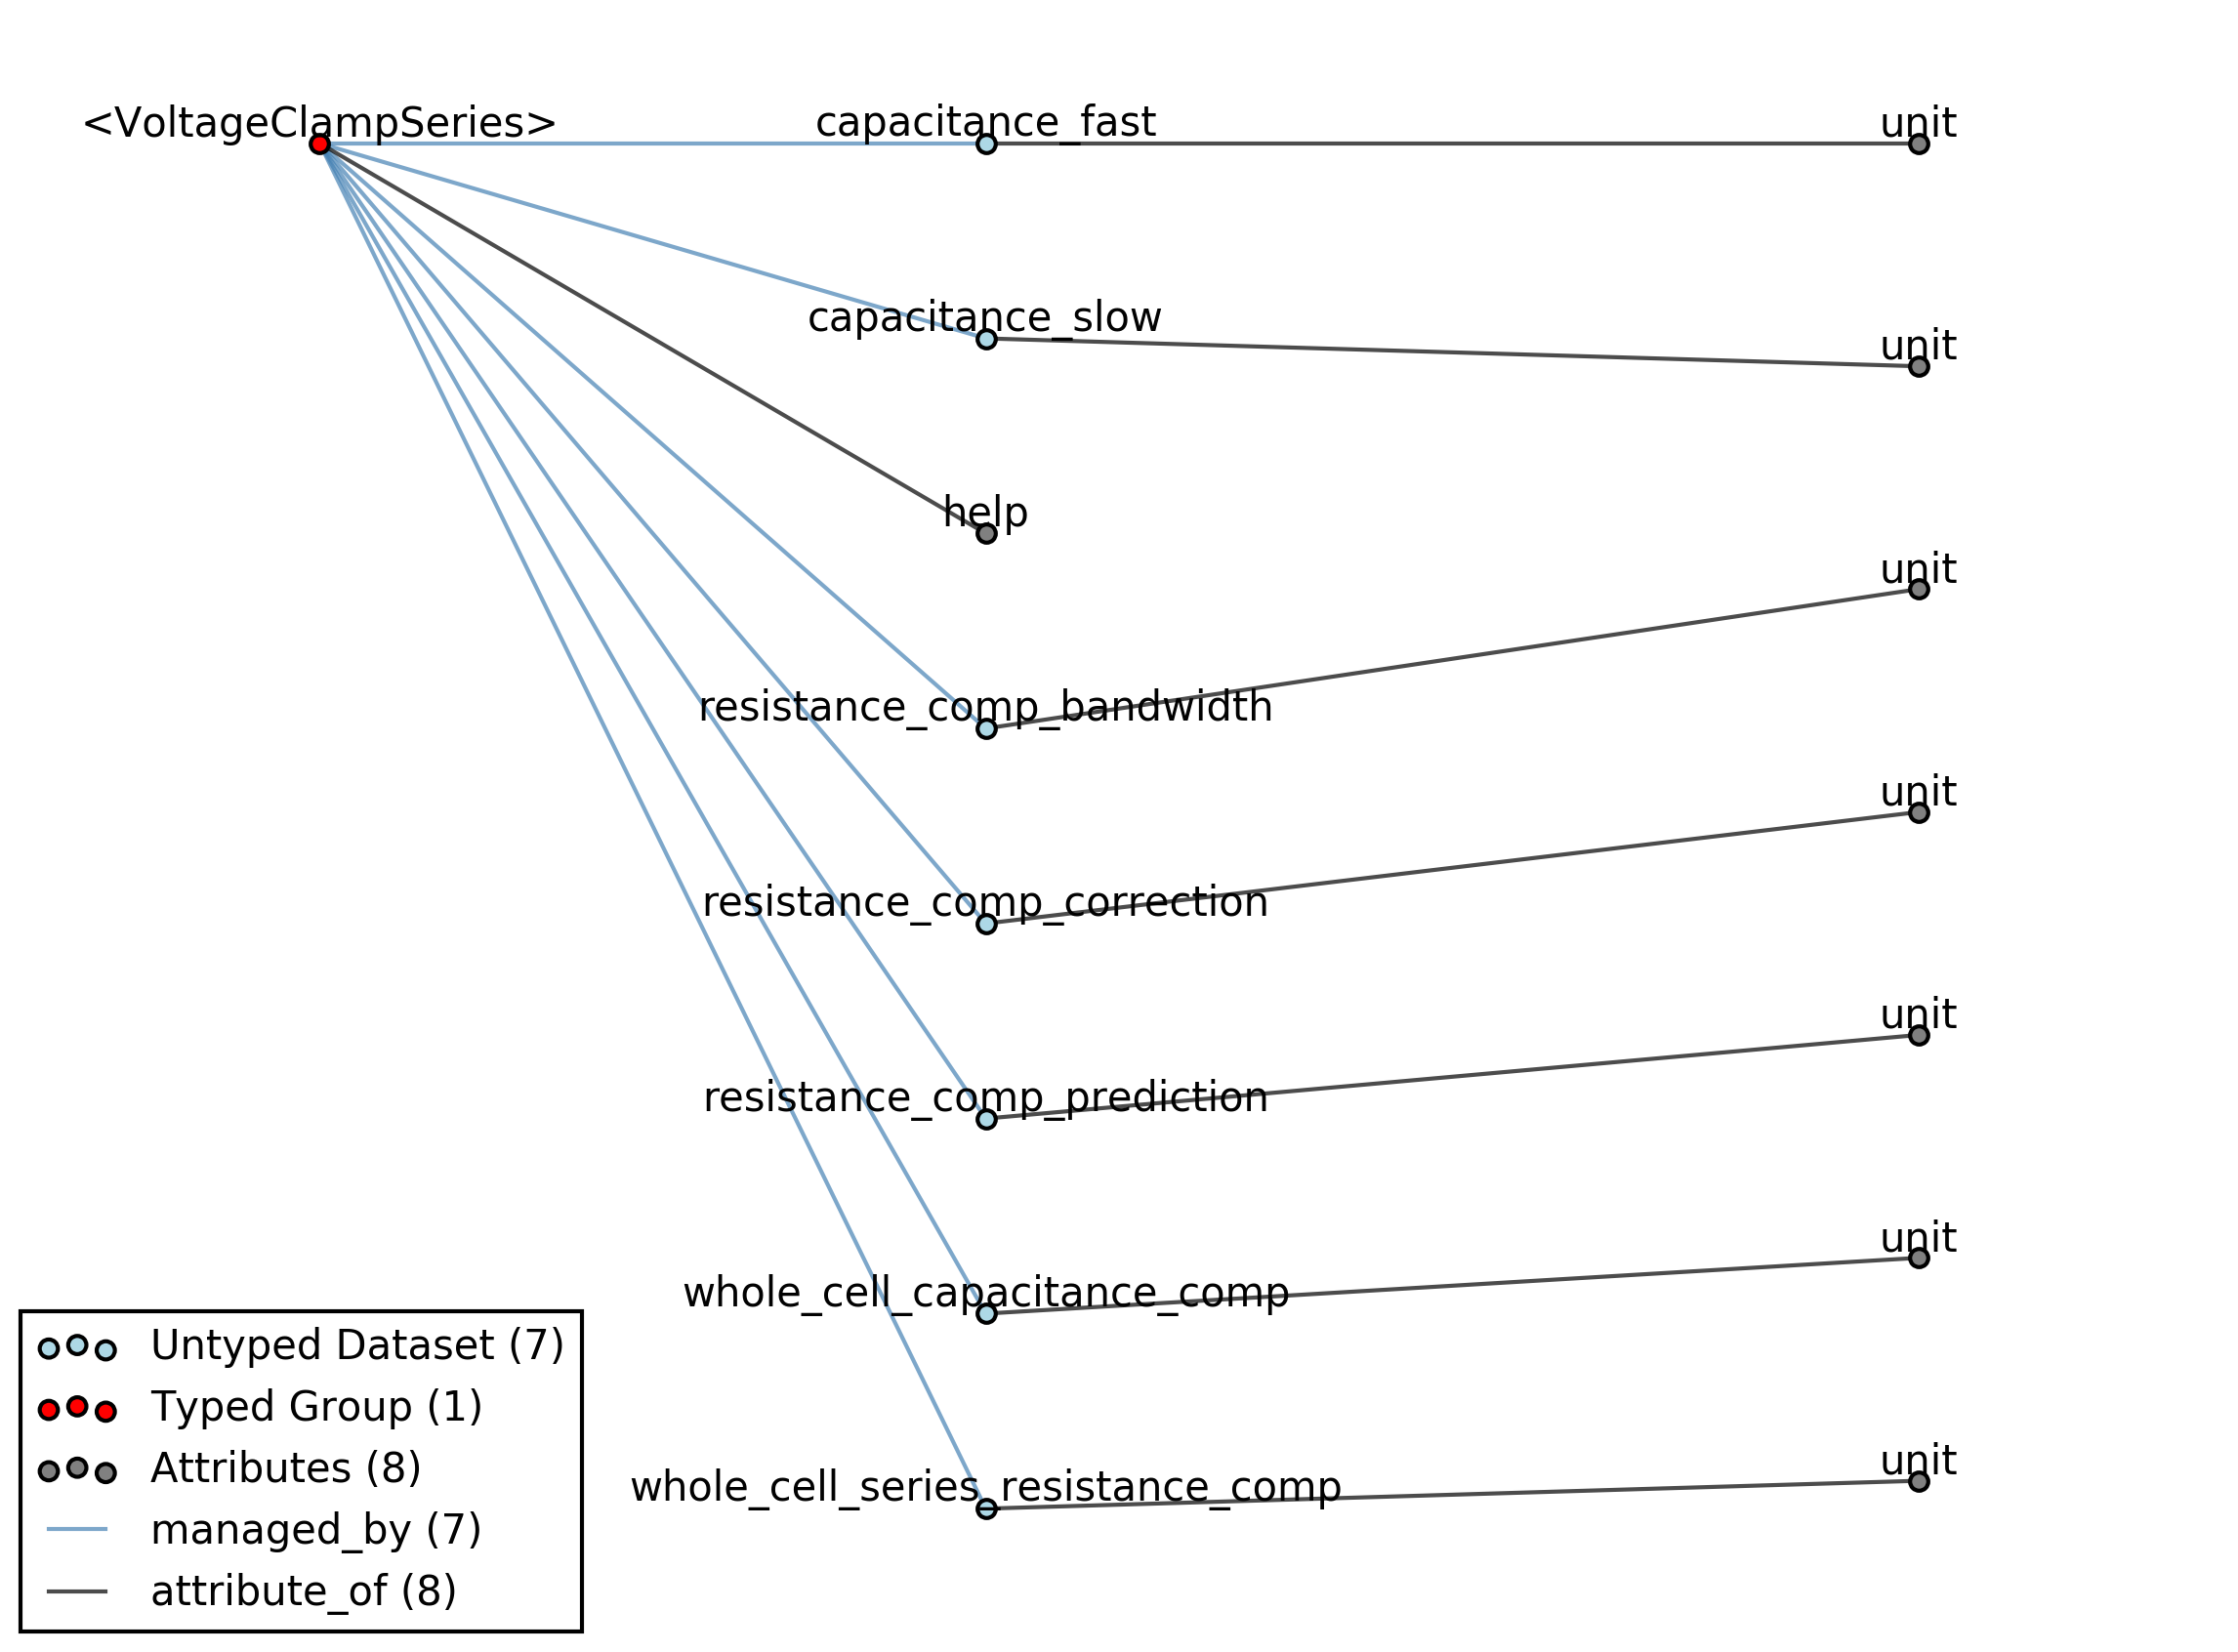 <VoltageClampSeries>
capacitance_fast
unit
capacitance_slow
unit
help
unit
resistance_comp_bandwidth
unit
resistance_comp_correction
unit
resistance_comp_prediction
unit
whole_cell_capacitance_comp
unit
whole_cell_series_resistance_comp
Untyped Dataset (7)
Typed Group (1)
Attributes (8)
managed_by (7)
attribute_of (8)